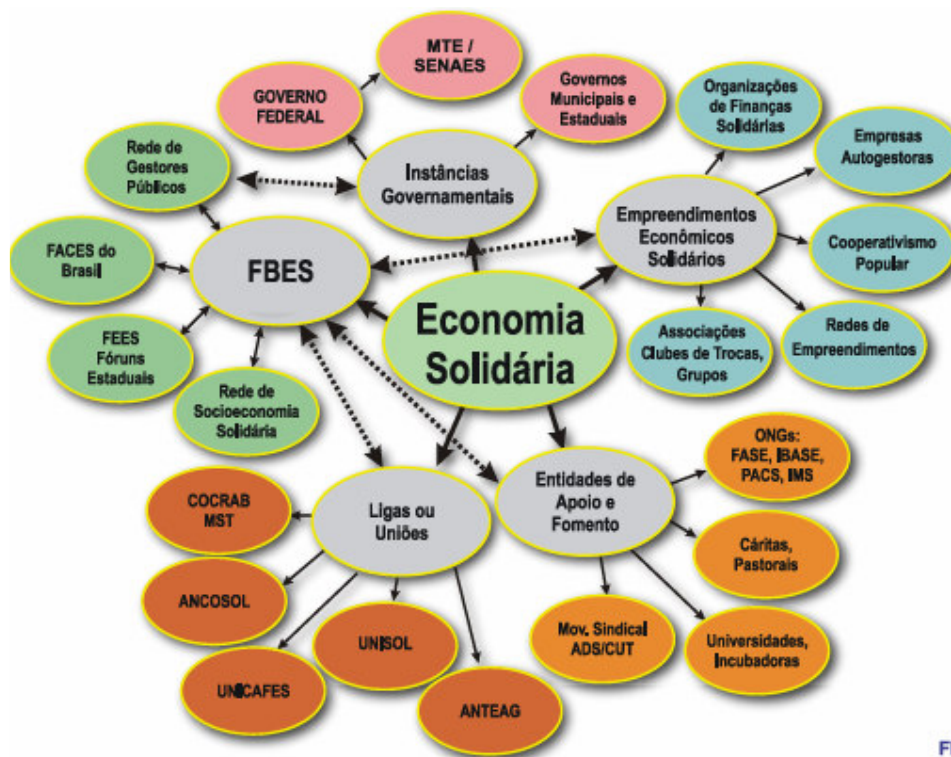 MTE /
SENAES
GOVERNO
FEDERAL
Governos
Municipais e
Estaduais
Organizações
de Finanças
Solidárias
Empresas
Autogestoras
Rede de
Gestores
Públicos
Instâncias
Governamentais
Empreendimentos
Econômicos
Solidários
Cooperativismo
Popular
FACES do
Brasil
FBES
Economia
Solidária
Associações
Clubes de Trocas,
Grupos
Redes de
Empreendimentos
FEES
Fóruns
Estaduais
Rede de
Socioeconomia
Solidária
ONGs:
FASE, IBASE,
PACS, IMS
COCRAB
MST
Ligas ou
Uniões
Entidades de
Apoio e
Fomento
Cáritas,
Pastorais
ANCOSOL
UNISOL
Mov. Sindical
ADS/CUT
Universidades,
Incubadoras
UNICAFES
ANTEAG